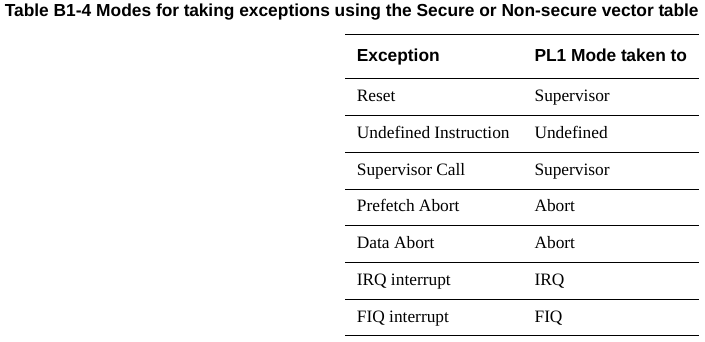 Table B1-4 Modes for taking exceptions using the Secure or Non-secure vector table
Exception PL1 Mode taken to
Reset Supervisor
Undefined Instruction Undefined
Supervisor Call Supervisor
Prefetch Abort Abort
Data Abort Abort
IRQ interrupt IRQ
FIQ interrupt FIQ